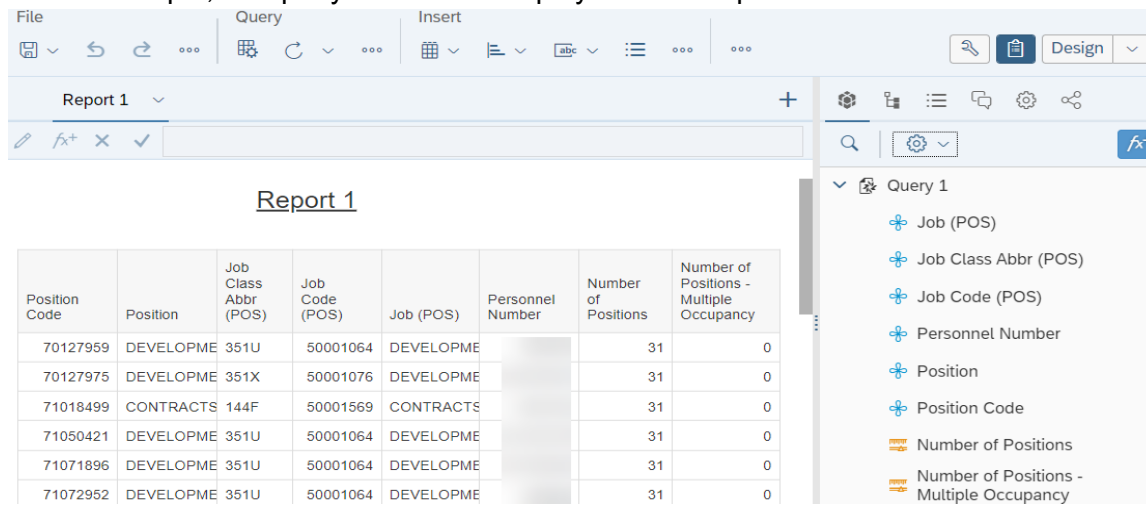 File Query Insert
abc
Design
Report 1
fx+
fx
Query 1
Job (POS)
Job Class Abbr (POS)
Job Code (POS)
Personnel Number
Position
Position Code
Number of Positions
Number of Positions -
Multiple Occupancy
Report 1
Position Code Position Job Class Abbr (POS) Job Code (POS) Job (POS) Personnel Number Number of Positions Number of Positions - Multiple Occupancy
70127959 DEVELOPME 351U 50001064 DEVELOPME 31 0
70127975 DEVELOPME 351X 50001076 DEVELOPME 31 0
71018499 CONTRACTS 144F 50001569 CONTRACTS 31 0
71050421 DEVELOPME 351U 50001064 DEVELOPME 31 0
71071896 DEVELOPME 351U 50001064 DEVELOPME 31 0
71072952 DEVELOPME 351U 50001064 DEVELOPME 31 0